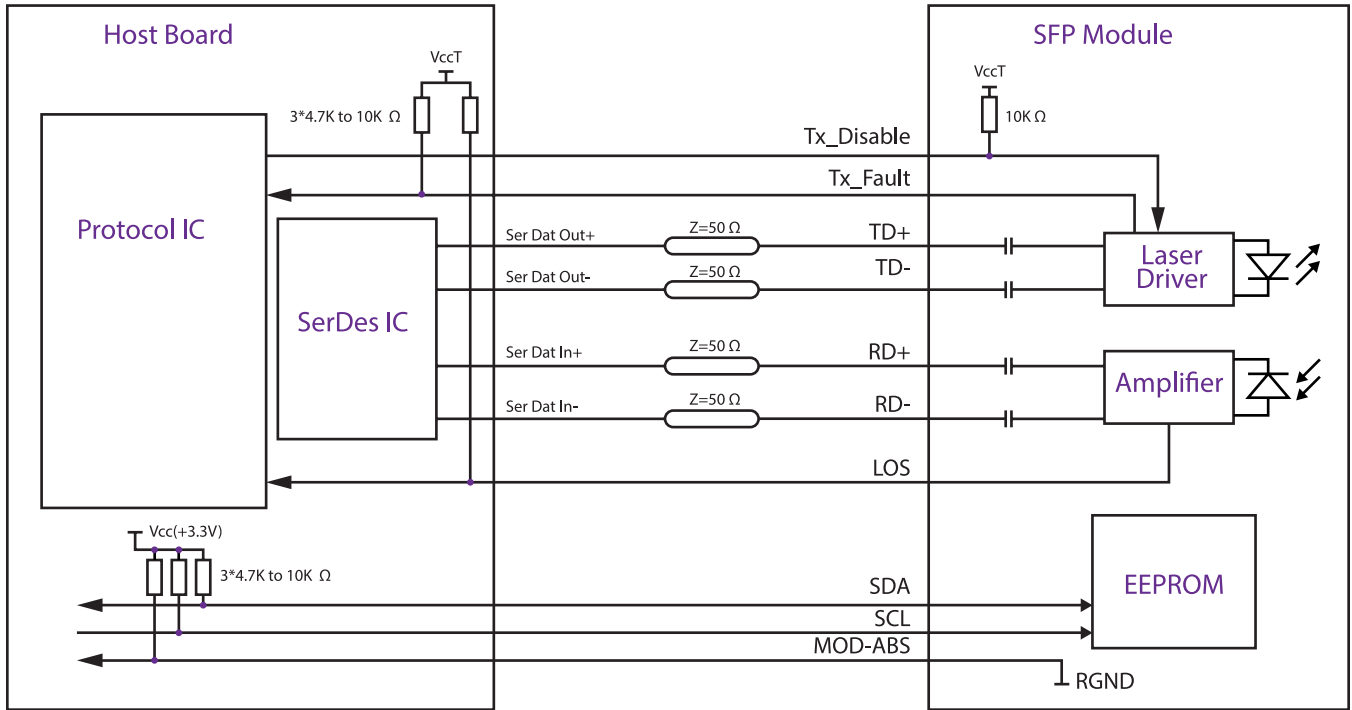 Host Board
SFP Module
VccT
VccT
3*4.7K to 10K Ω
10K Ω
Tx_Disable
Tx_Fault
Protocol IC
Ser Dat Out+
Z=50 Ω
TD+
Laser
Driver
Ser Dat Out-
Z=50 Ω
TD-
SerDes IC
Ser Dat In+
Z=50 Ω
RD+
Amplifier
Ser Dat In-
Z=50 Ω
RD-
LOS
Vcc(+3.3V)
3*4.7K to 10K Ω
SDA
EEPROM
SCL
MOD-ABS
RGND